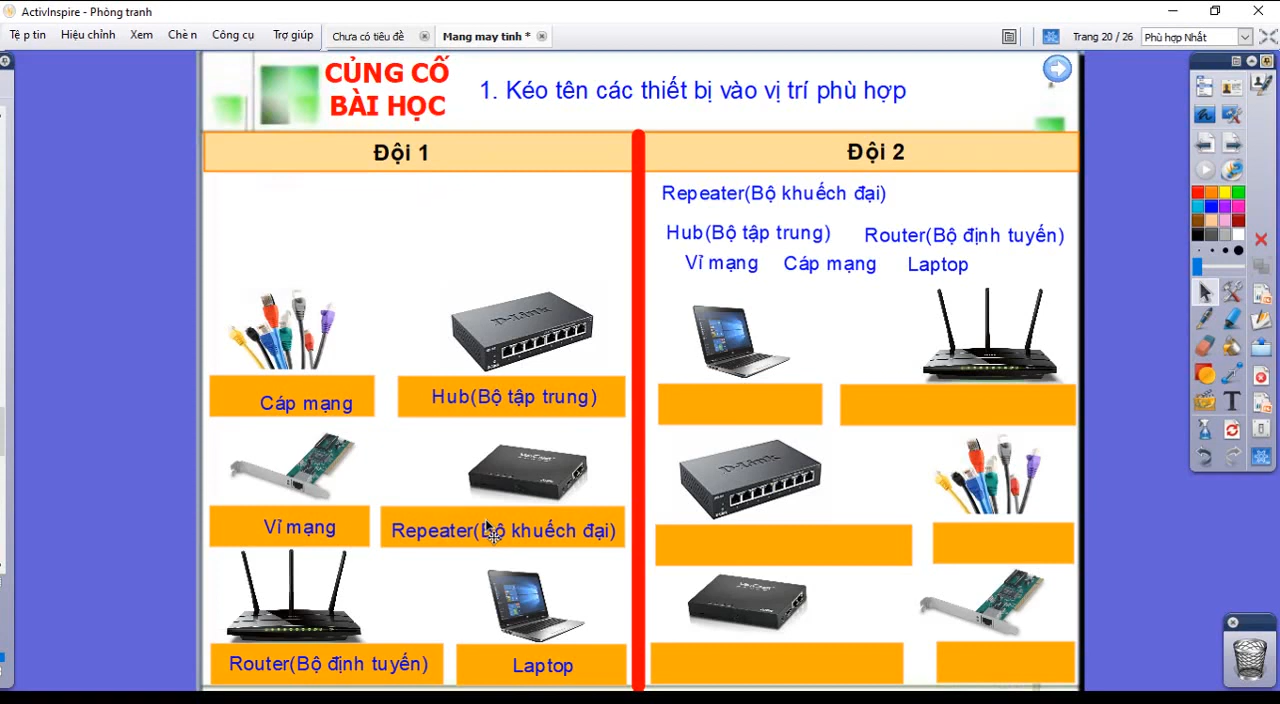 ActivInspire - Phòng tranh
Tệp tin Hiệu chỉnh Xem Chèn Công cụ Trợ giúp Chưa có tiêu đề Mang may tinh * Trang 20 / 26 Phù hợp Nhất
CỦNG CỐ
BÀI HỌC
1. Kéo tên các thiết bị vào vị trí phù hợp
Đội 1
Đội 2
Repeater(Bộ khuếch đại)
Hub(Bộ tập trung) Router(Bộ định tuyến)
Vỉ mạng Cáp mạng Laptop
D-Link
Cáp mạng Hub(Bộ tập trung)
D-Link
Vỉ mạng Repeater(Bộ khuếch đại)
Router(Bộ định tuyến) Laptop